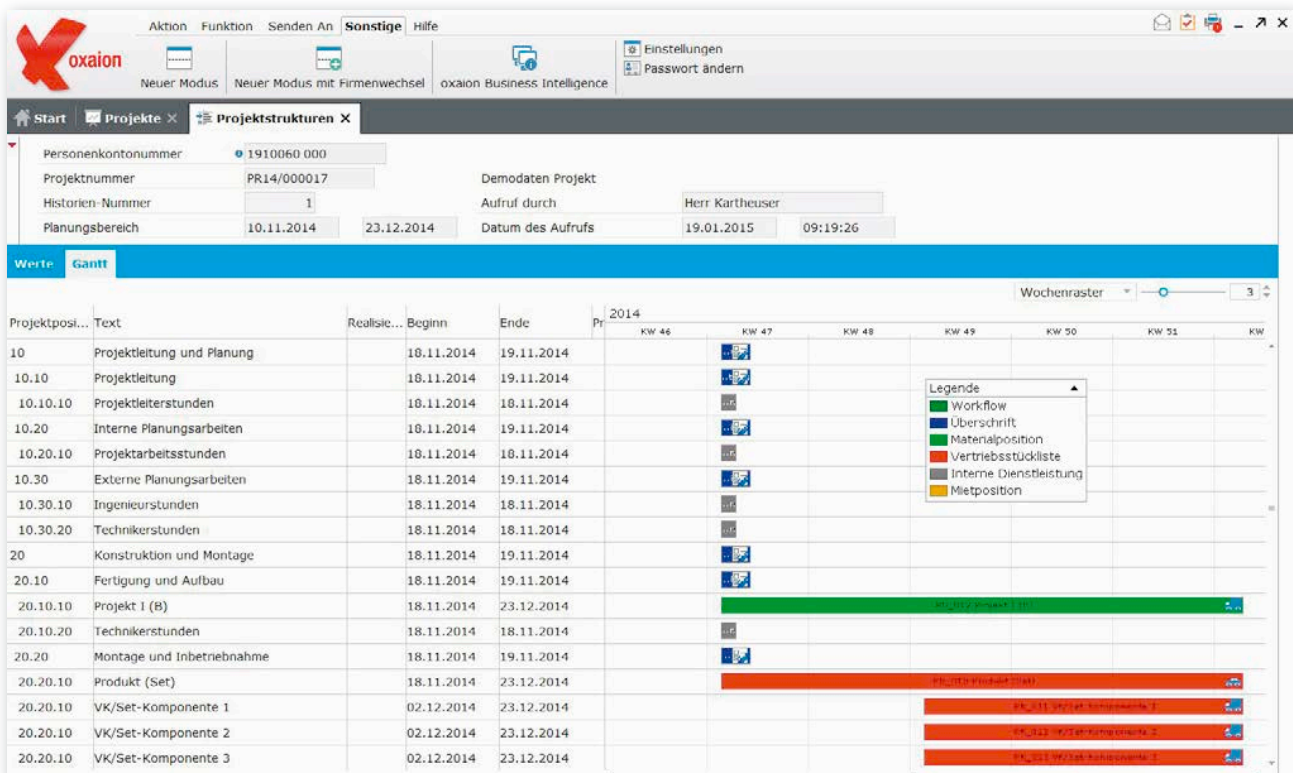 Aktion Funktion Senden An Sonstige Hilfe
oxaion
Neuer Modus
Neuer Modus mit Firmenwechsel
oxaion Business Intelligence
Einstellungen
Passwort ändern
Start Projekte Projektstrukturen
Personenkontonummer 1910060 000
Projektnummer PR14/000017 Demodaten Projekt
Historien-Nummer 1 Aufruf durch Herr Kartheuser
Planungsbereich 10.11.2014 23.12.2014 Datum des Aufrufs 19.01.2015 09:19:26
Werte Gantt
Wochenraster 3
Projektposi... Text Realisie... Beginn Ende Pr 2014
KW 46 KW 47 KW 48 KW 49 KW 50 KW 51 KW
10 Projektleitung und Planung 18.11.2014 19.11.2014
10.10 Projektleitung 18.11.2014 19.11.2014
10.10.10 Projektleiterstunden 18.11.2014 18.11.2014
10.20 Interne Planungsarbeiten 18.11.2014 19.11.2014
10.20.10 Projektarbeitsstunden 18.11.2014 18.11.2014
10.30 Externe Planungsarbeiten 18.11.2014 19.11.2014
10.30.10 Ingenieurstunden 18.11.2014 18.11.2014
10.30.20 Technikerstunden 18.11.2014 18.11.2014
20 Konstruktion und Montage 18.11.2014 19.11.2014
20.10 Fertigung und Aufbau 18.11.2014 19.11.2014
20.10.10 Projekt I (B) 18.11.2014 23.12.2014
20.10.20 Technikerstunden 18.11.2014 18.11.2014
20.20 Montage und Inbetriebnahme 18.11.2014 19.11.2014
20.20.10 Produkt (Set) 18.11.2014 23.12.2014
20.20.10 VK/Set-Komponente 1 02.12.2014 23.12.2014
20.20.10 VK/Set-Komponente 2 02.12.2014 23.12.2014
20.20.10 VK/Set-Komponente 3 02.12.2014 23.12.2014
Legende
Workflow
Überschrift
Materialposition
Vertriebsstückliste
Interne Dienstleistung
Mietposition